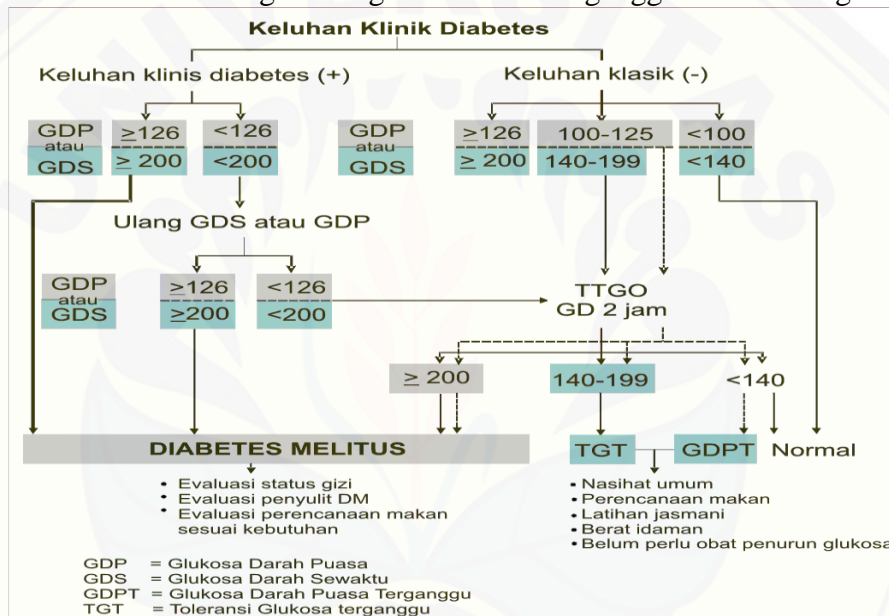 Keluhan Klinik Diabetes
Keluhan klinis diabetes (+)
Keluhan klasik (-)
GDP
atau
GDS
≥126
≥ 200
<126
<200
GDP
atau
GDS
≥126
≥ 200
100-125
140-199
<100
<140
Ulang GDS atau GDP
GDP
atau
GDS
≥126
≥200
<126
<200
TTGO
GD 2 jam
≥ 200
140-199
<140
DIABETES MELITUS
TGT
GDPT
Normal
• Evaluasi status gizi
• Evaluasi penyulit DM
• Evaluasi perencanaan makan
sesuai kebutuhan
• Nasihat umum
• Perencanaan makan
• Latihan jasmani
• Berat idaman
• Belum perlu obat penurun glukosa
GDP = Glukosa Darah Puasa
GDS = Glukosa Darah Sewaktu
GDPT = Glukosa Darah Puasa Terganggu
TGT = Toleransi Glukosa terganggu